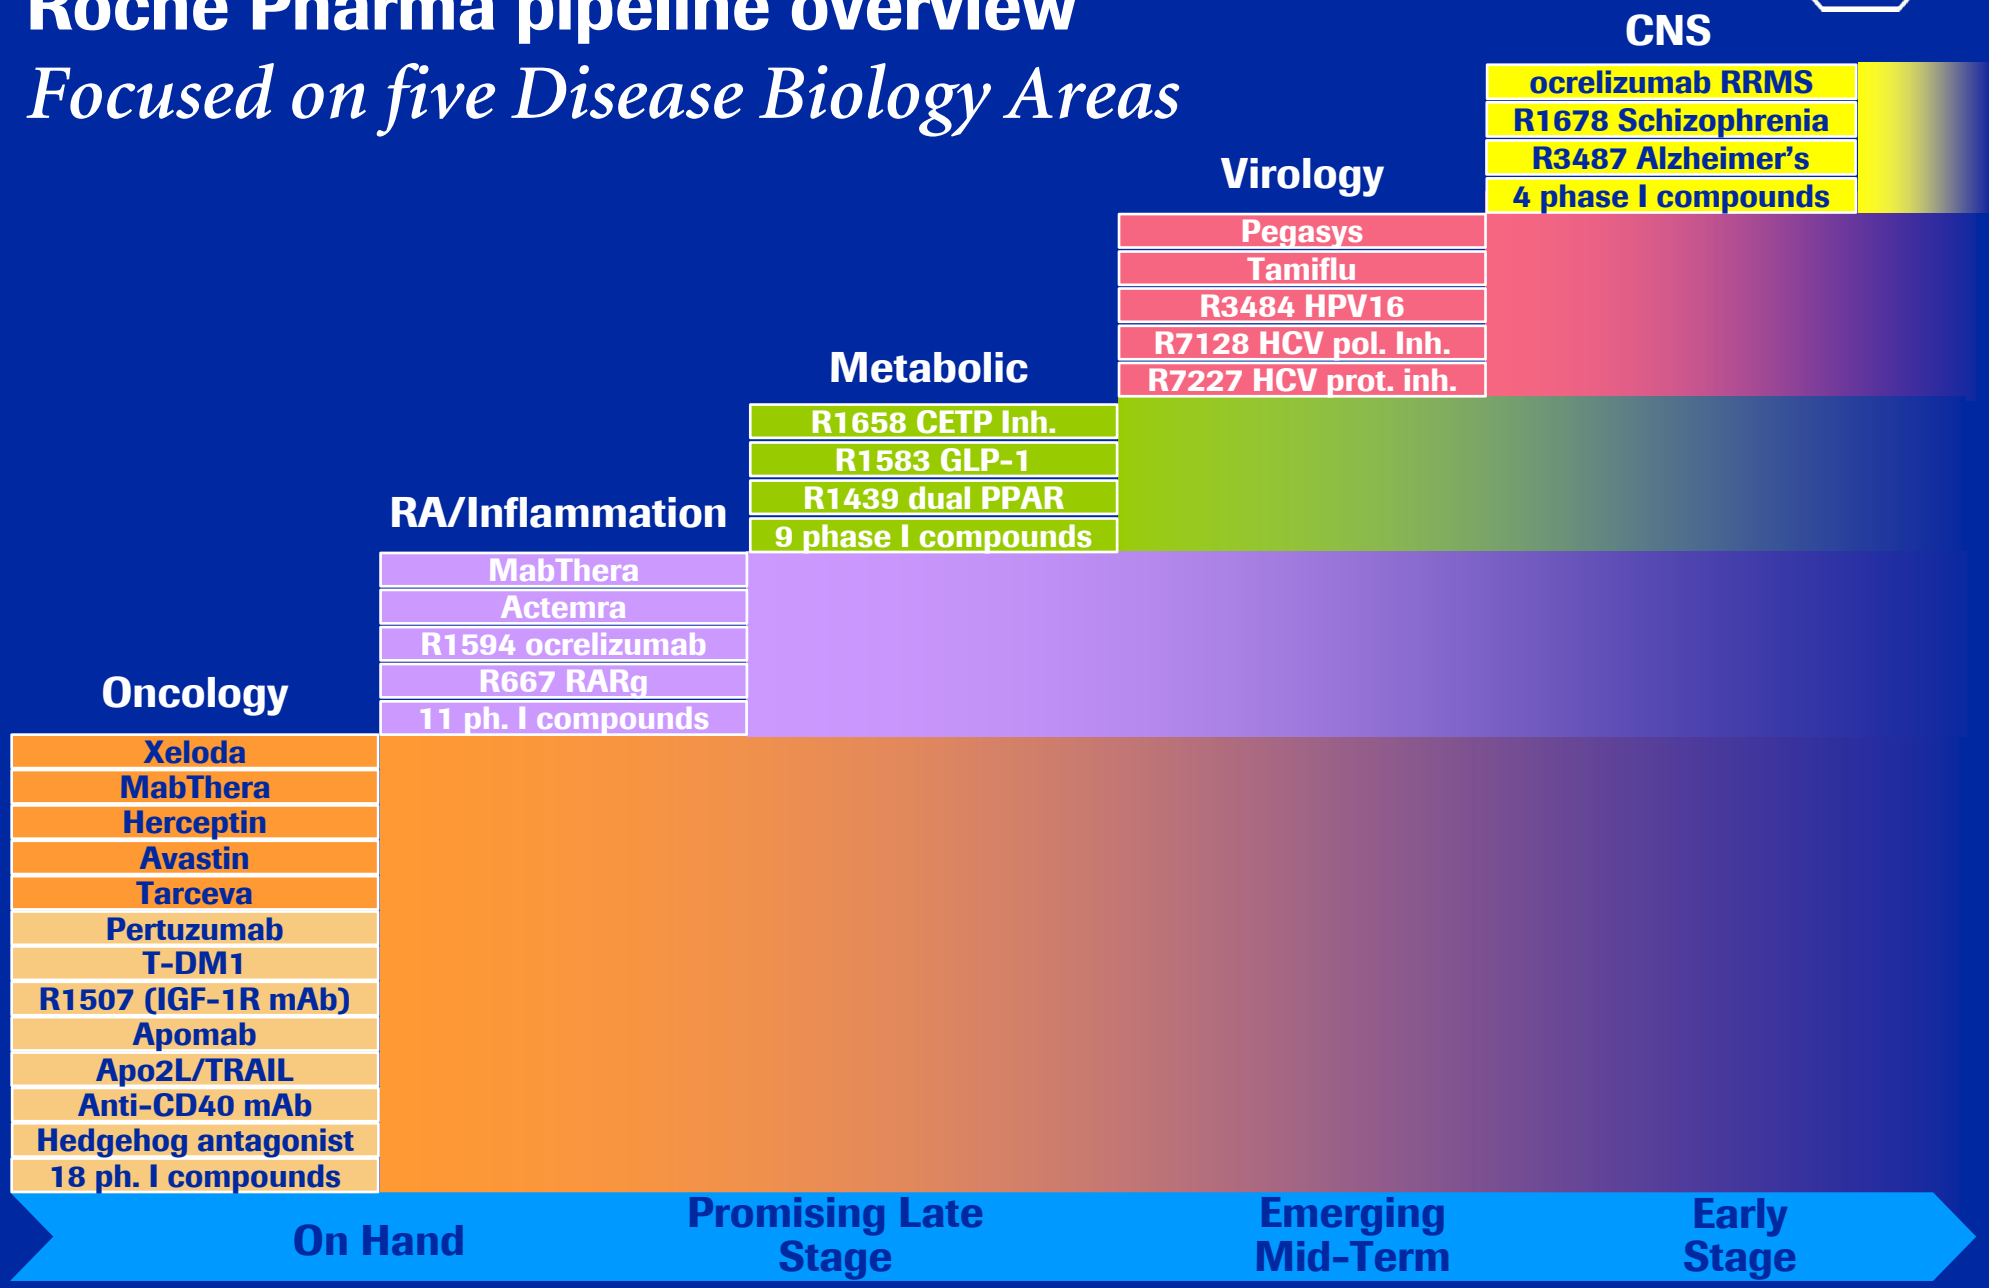 Roche Pharma pipeline overview
Focused on five Disease Biology Areas
CNS
ocrelizumab RRMS
R1678 Schizophrenia
R3487 Alzheimer’s
4 phase I compounds
Virology
Pegasys
Tamiflu
R3484 HPV16
R7128 HCV pol. Inh.
R7227 HCV prot. inh.
Metabolic
R1658 CETP Inh.
R1583 GLP-1
R1439 dual PPAR
9 phase I compounds
RA/Inflammation
MabThera
Actemra
R1594 ocrelizumab
R667 RARg
11 ph. I compounds
Oncology
Xeloda
MabThera
Herceptin
Avastin
Tarceva
Pertuzumab
T-DM1
R1507 (IGF-1R mAb)
Apomab
Apo2L/TRAIL
Anti-CD40 mAb
Hedgehog antagonist
18 ph. I compounds
On Hand
Promising Late
Stage
Emerging
Mid-Term
Early
Stage